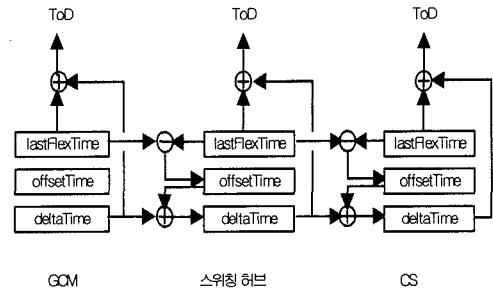 ToD ToD ToD
lastFlexTime lastFlexTime lastFlexTime
offsetTime offsetTime offsetTime
deltaTime deltaTime deltaTime
GCM 스위칭 허브 CS